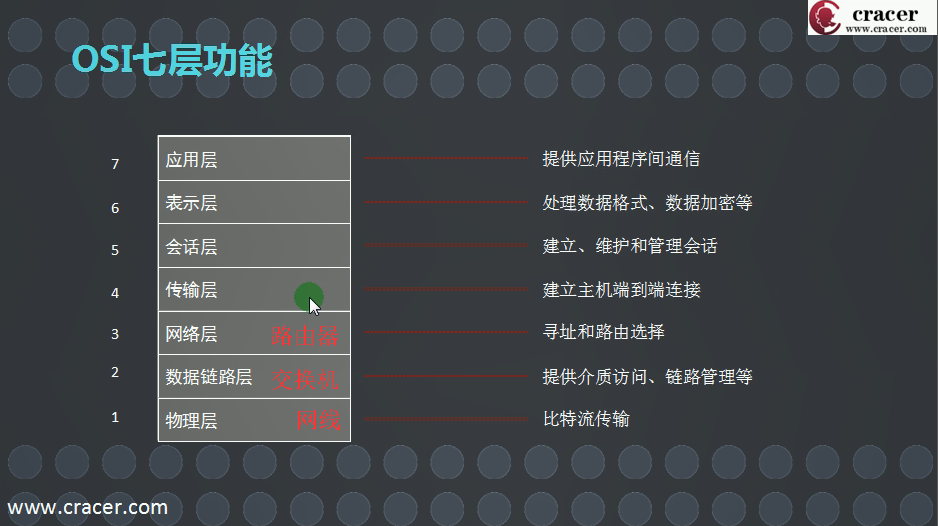 cracer
www.cracer.com
OSI七层功能
7 应用层 提供应用程序间通信
6 表示层 处理数据格式、数据加密等
5 会话层 建立、维护和管理会话
4 传输层 建立主机端到端连接
3 网络层 路由器 寻址和路由选择
2 数据链路层 交换机 提供介质访问、链路管理等
1 物理层 网线 比特流传输
www.cracer.com